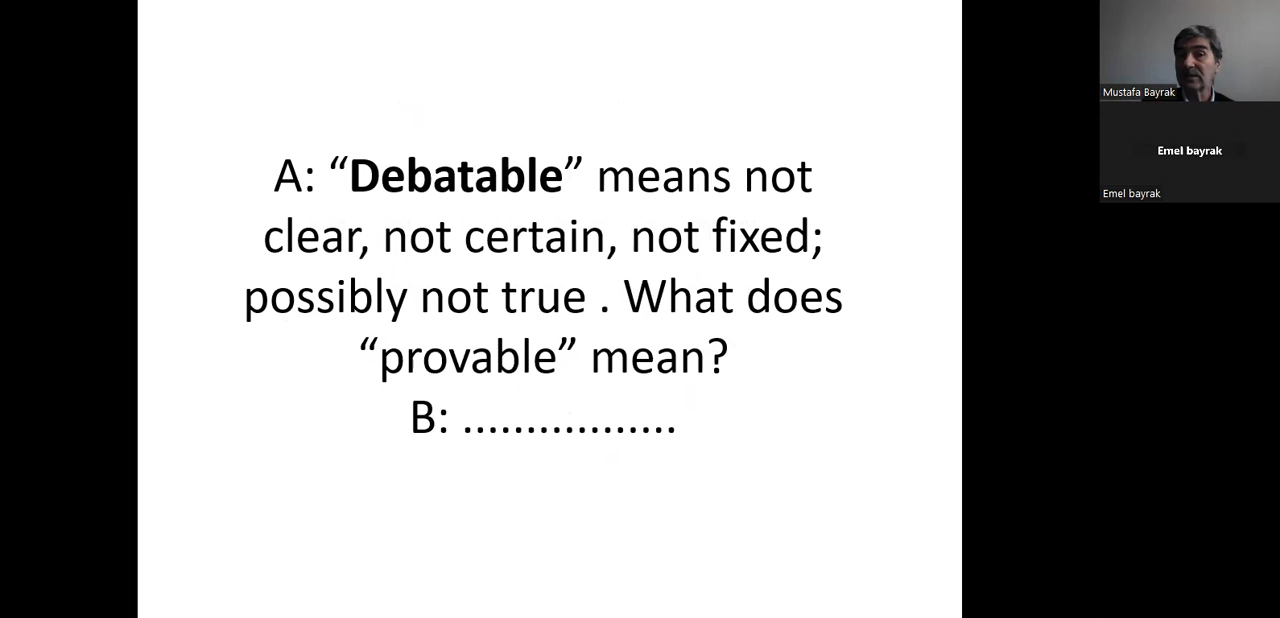 A: “Debatable” means not
clear, not certain, not fixed;
possibly not true . What does
“provable” mean?
B: .................
Mustafa Bayrak
Emel bayrak
Emel bayrak